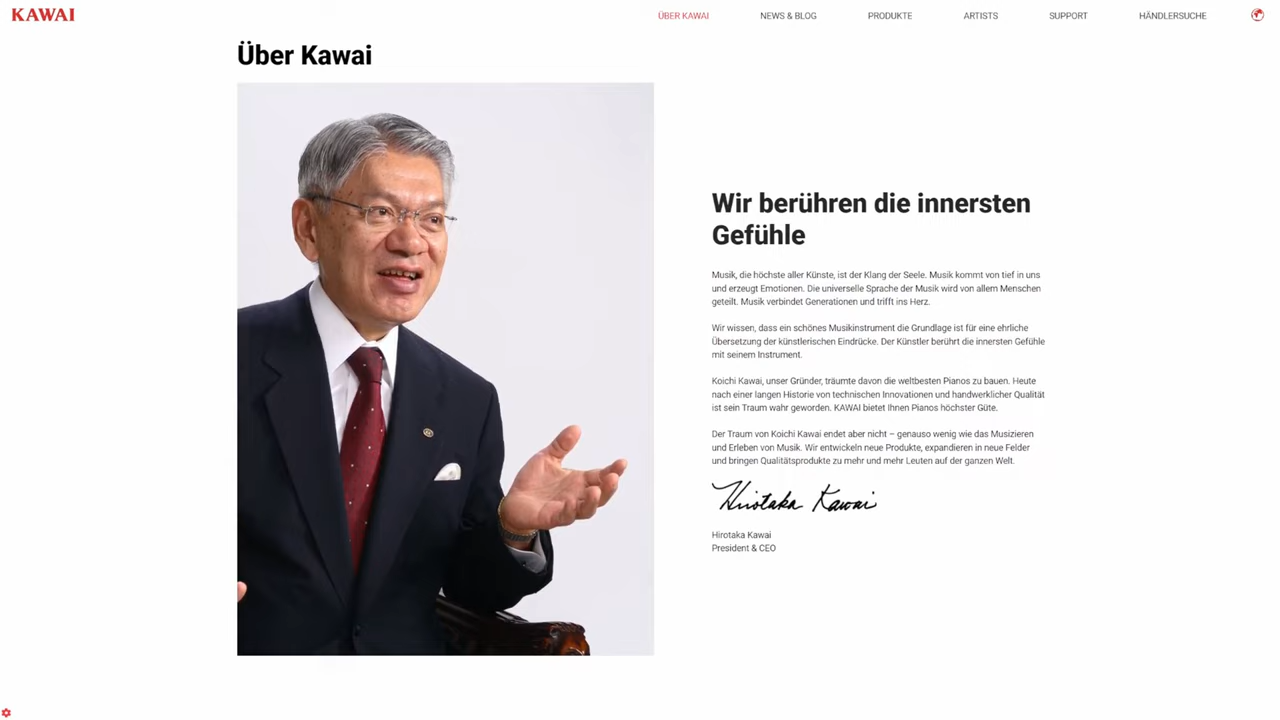 KAWAI
ÜBER KAWAI
NEWS & BLOG
PRODUKTE
ARTISTS
SUPPORT
HÄNDLERSUCHE
Über Kawai
Wir berühren die innersten
Gefühle
Musik, die höchste aller Künste, ist der Klang der Seele. Musik kommt von tief in uns
und erzeugt Emotionen. Die universelle Sprache der Musik wird von allem Menschen
geteilt. Musik verbindet Generationen und trifft ins Herz.
Wir wissen, dass ein schönes Musikinstrument die Grundlage ist für eine ehrliche
Übersetzung der künstlerischen Eindrücke. Der Künstler berührt die innersten Gefühle
mit seinem Instrument.
Koichi Kawai, unser Gründer, träumte davon die weltbesten Pianos zu bauen. Heute
nach einer langen Historie von technischen Innovationen und handwerklicher Qualität
ist sein Traum wahr geworden. KAWAI bietet Ihnen Pianos höchster Güte.
Der Traum von Koichi Kawai endet aber nicht – genauso wenig wie das Musizieren
und Erleben von Musik. Wir entwickeln neue Produkte, expandieren in neue Felder
und bringen Qualitätsprodukte zu mehr und mehr Leuten auf der ganzen Welt.
Hirotaka Kawai
Hirotaka Kawai
President & CEO